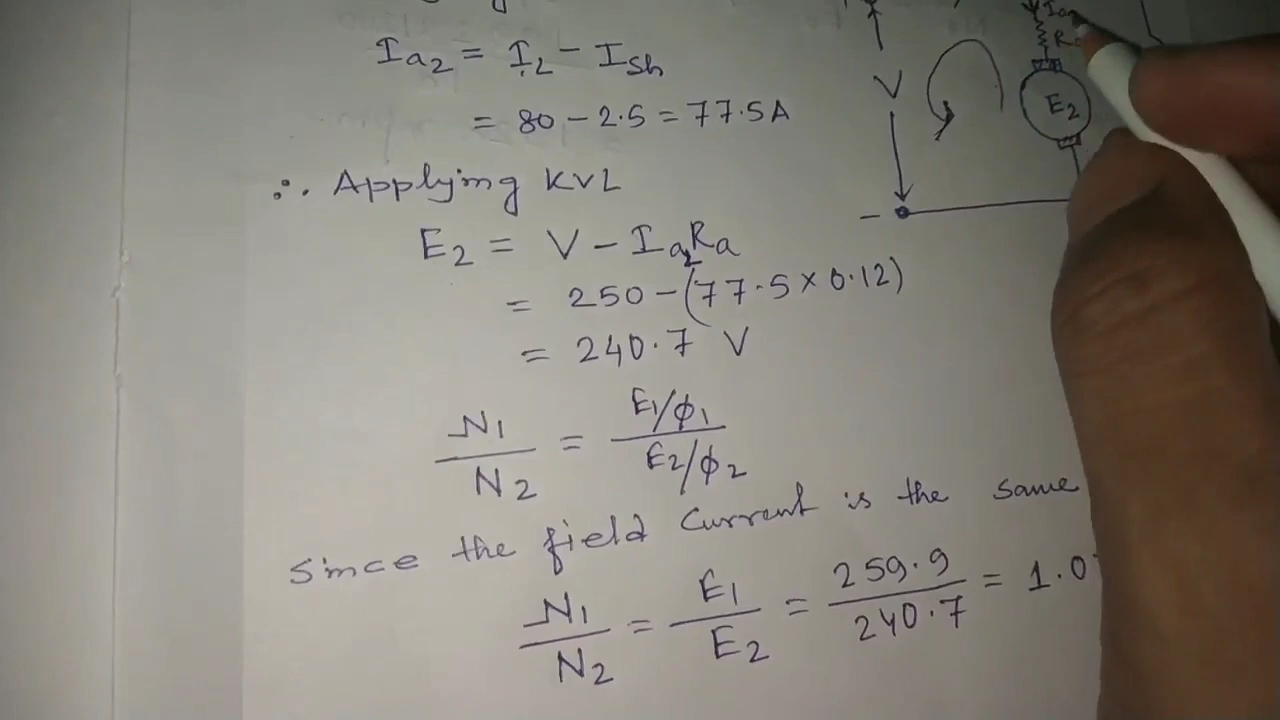 Ia2 = IL - Ish
= 80 - 2.5 = 77.5A
∴ Applying KVL
E2 = V - Ia2Ra
= 250 - (77.5 × 0.12)
= 240.7 V
N1/N2 = (E1/φ1)/(E2/φ2)
Since the field current is the same
N1/N2 = E1/E2 = 259.9/240.7 = 1.0
V
E2
-